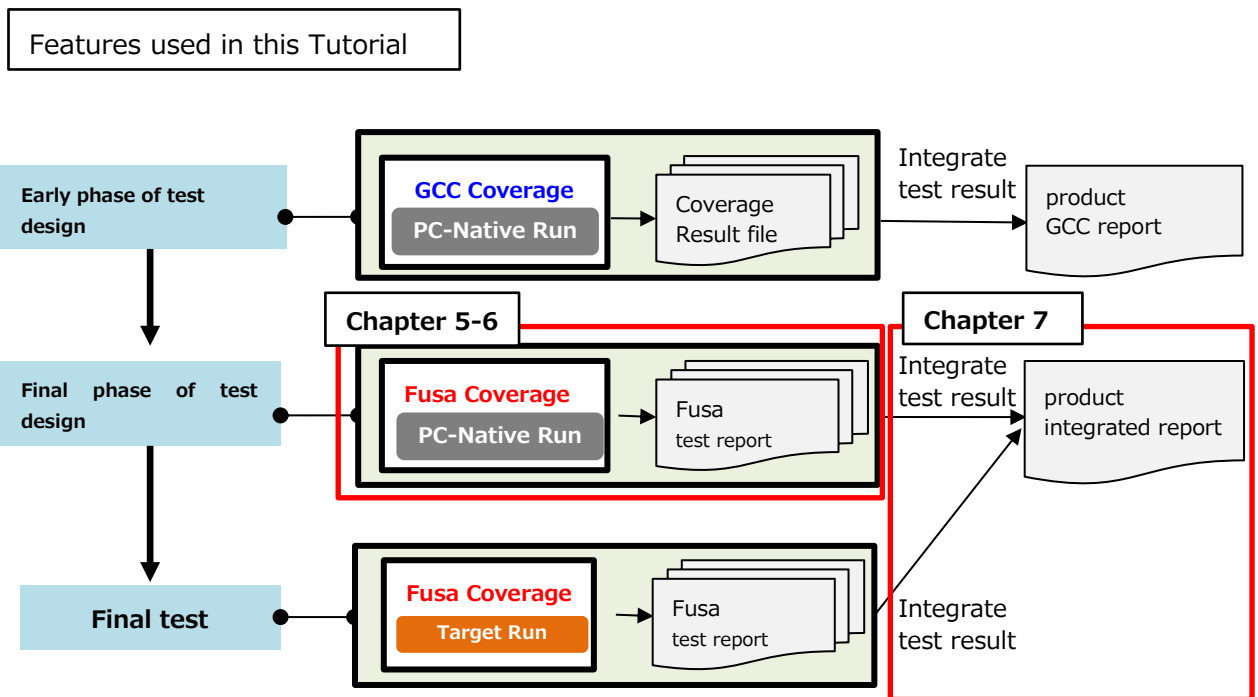 Features used in this Tutorial
Early phase of test
design
GCC Coverage
PC-Native Run
Coverage
Result file
Integrate
test result
product
GCC report
Chapter 5-6
Chapter 7
Final phase of test
design
Fusa Coverage
PC-Native Run
Fusa
test report
Integrate
test result
product
integrated report
Final test
Fusa Coverage
Target Run
Fusa
test report
Integrate
test result